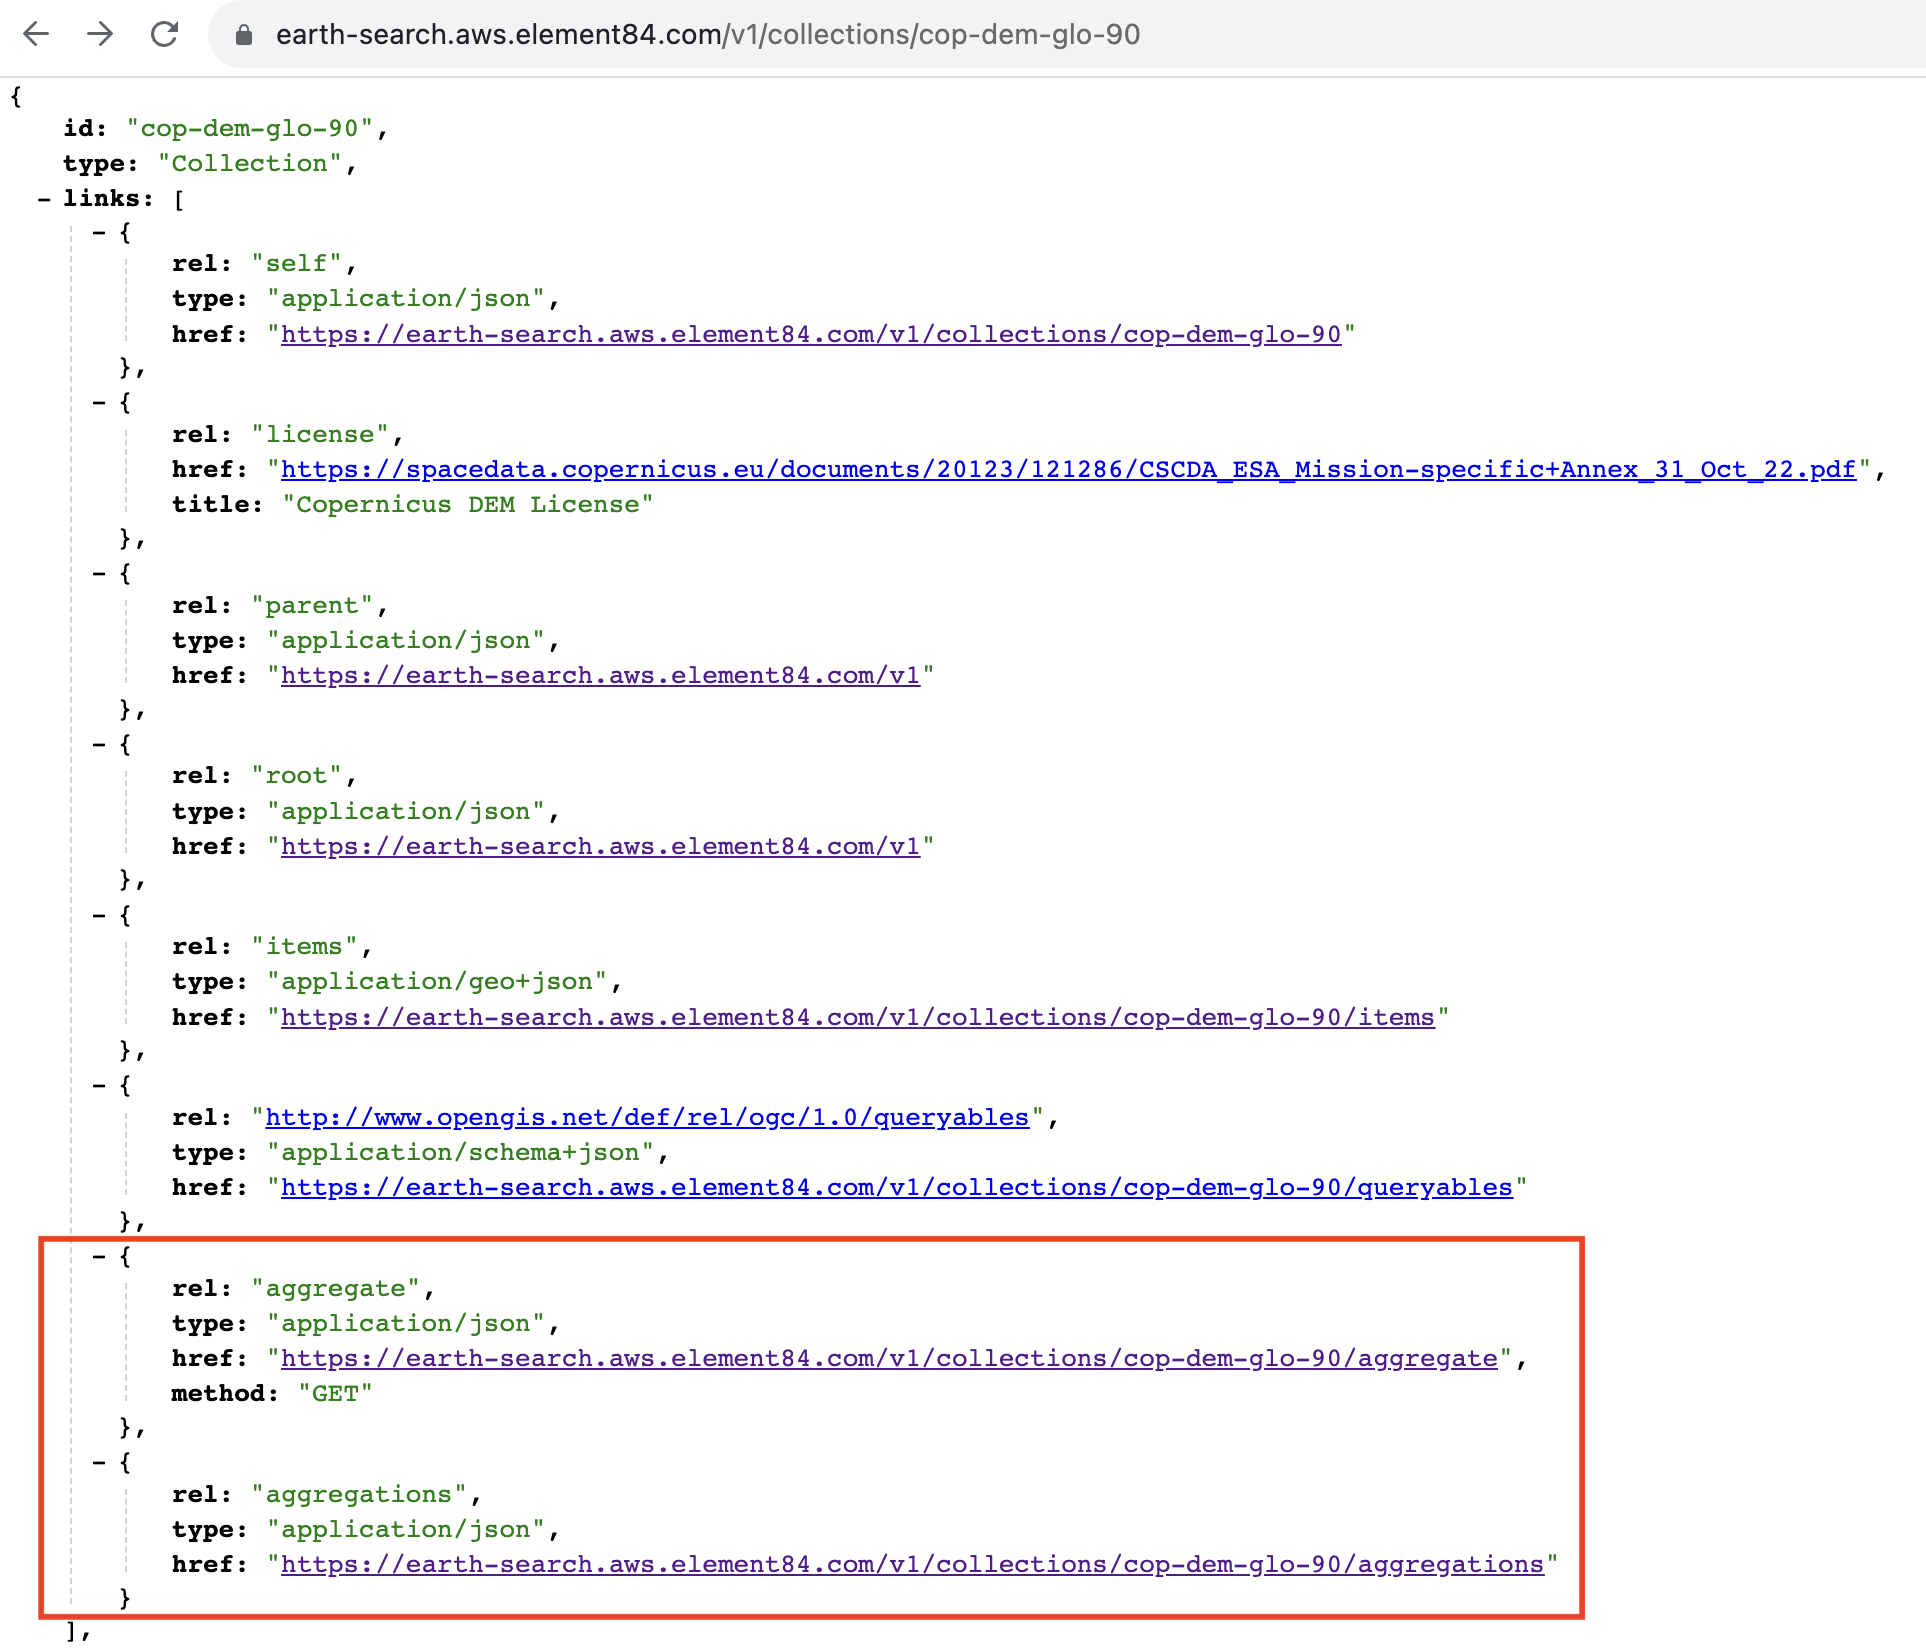 earth-search.aws.element84.com/v1/collections/cop-dem-glo-90
{
id: "cop-dem-glo-90",
type: "Collection",
- links: [
- {
rel: "self",
type: "application/json",
href: "https://earth-search.aws.element84.com/v1/collections/cop-dem-glo-90"
},
- {
rel: "license",
href: "https://spacedata.copernicus.eu/documents/20123/121286/CSCDA_ESA_Mission-specific+Annex_31_Oct_22.pdf",
title: "Copernicus DEM License"
},
- {
rel: "parent",
type: "application/json",
href: "https://earth-search.aws.element84.com/v1"
},
- {
rel: "root",
type: "application/json",
href: "https://earth-search.aws.element84.com/v1"
},
- {
rel: "items",
type: "application/geo+json",
href: "https://earth-search.aws.element84.com/v1/collections/cop-dem-glo-90/items"
},
- {
rel: "http://www.opengis.net/def/rel/ogc/1.0/queryables",
type: "application/schema+json",
href: "https://earth-search.aws.element84.com/v1/collections/cop-dem-glo-90/queryables"
},
- {
rel: "aggregate",
type: "application/json",
href: "https://earth-search.aws.element84.com/v1/collections/cop-dem-glo-90/aggregate",
method: "GET"
},
- {
rel: "aggregations",
type: "application/json",
href: "https://earth-search.aws.element84.com/v1/collections/cop-dem-glo-90/aggregations"
}
],